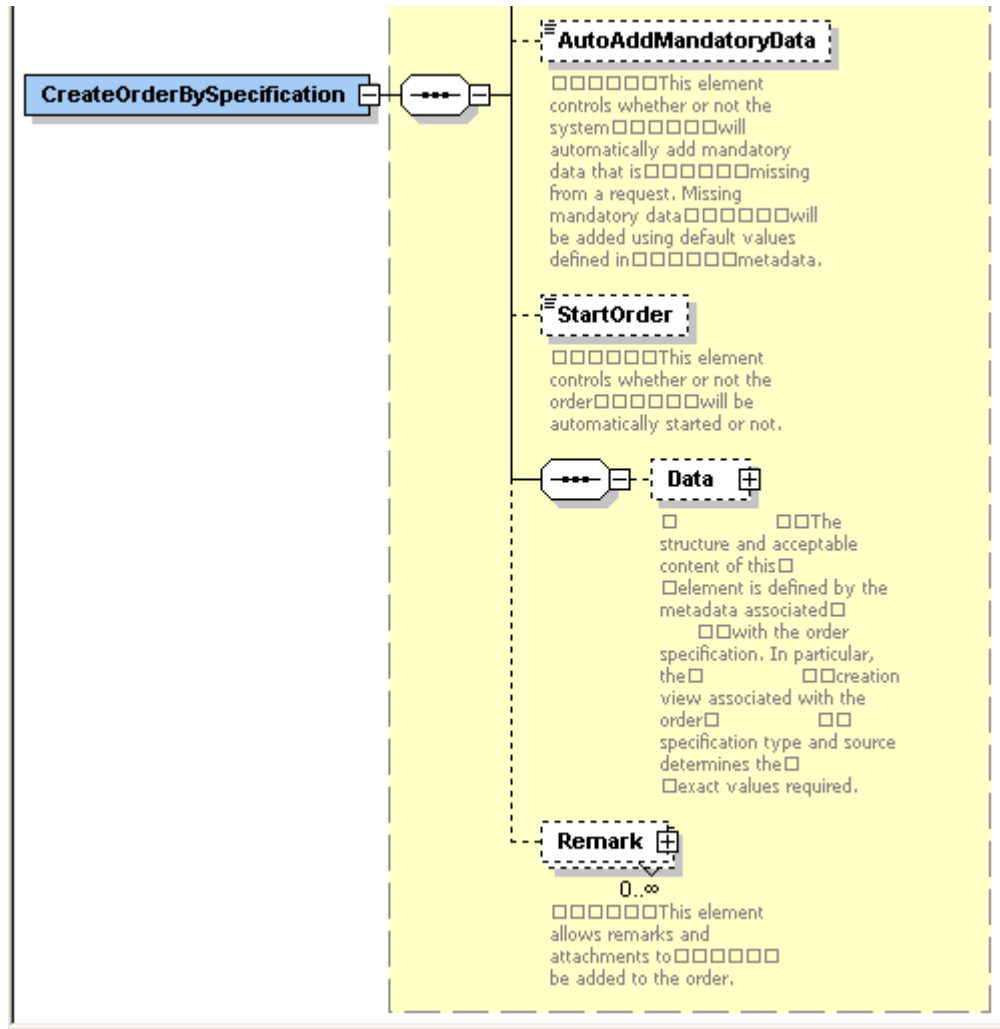 AutoAddMandatoryData
CreateOrderBySpecification
□□□□□□This element
controls whether or not the
system□□□□□□will
automatically add mandatory
data that is□□□□□□missing
from a request. Missing
mandatory data□□□□□□will
be added using default values
defined in□□□□□□metadata.
StartOrder
□□□□□□This element
controls whether or not the
order□□□□□□will be
automatically started or not.
Data
□ □□The
structure and acceptable
content of this□
□element is defined by the
metadata associated□
□□with the order
specification. In particular,
the□ □□creation
view associated with the
order□ □□
specification type and source
determines the□
□exact values required.
Remark
0..∞
□□□□□□This element
allows remarks and
attachments to□□□□□□
be added to the order.